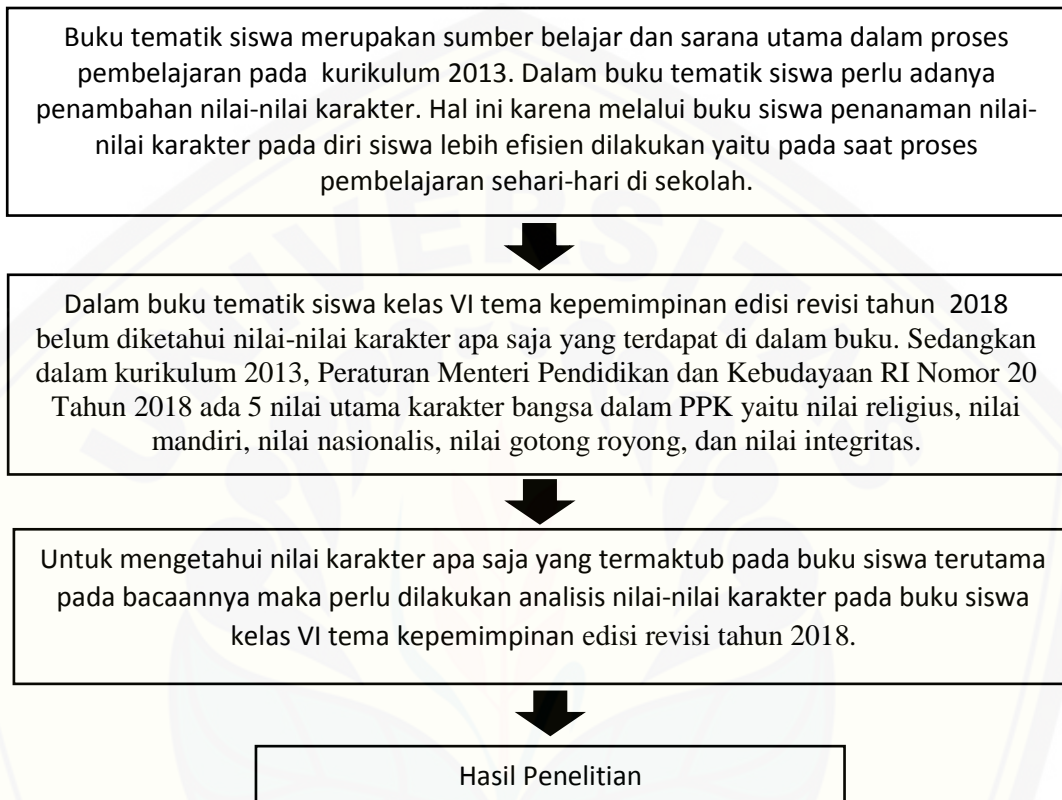 Buku tematik siswa merupakan sumber belajar dan sarana utama dalam proses
pembelajaran pada kurikulum 2013. Dalam buku tematik siswa perlu adanya
penambahan nilai-nilai karakter. Hal ini karena melalui buku siswa penanaman nilai-
nilai karakter pada diri siswa lebih efisien dilakukan yaitu pada saat proses
pembelajaran sehari-hari di sekolah.
Dalam buku tematik siswa kelas VI tema kepemimpinan edisi revisi tahun 2018
belum diketahui nilai-nilai karakter apa saja yang terdapat di dalam buku. Sedangkan
dalam kurikulum 2013, Peraturan Menteri Pendidikan dan Kebudayaan RI Nomor 20
Tahun 2018 ada 5 nilai utama karakter bangsa dalam PPK yaitu nilai religius, nilai
mandiri, nilai nasionalis, nilai gotong royong, dan nilai integritas.
Untuk mengetahui nilai karakter apa saja yang termaktub pada buku siswa terutama
pada bacaannya maka perlu dilakukan analisis nilai-nilai karakter pada buku siswa
kelas VI tema kepemimpinan edisi revisi tahun 2018.
Hasil Penelitian